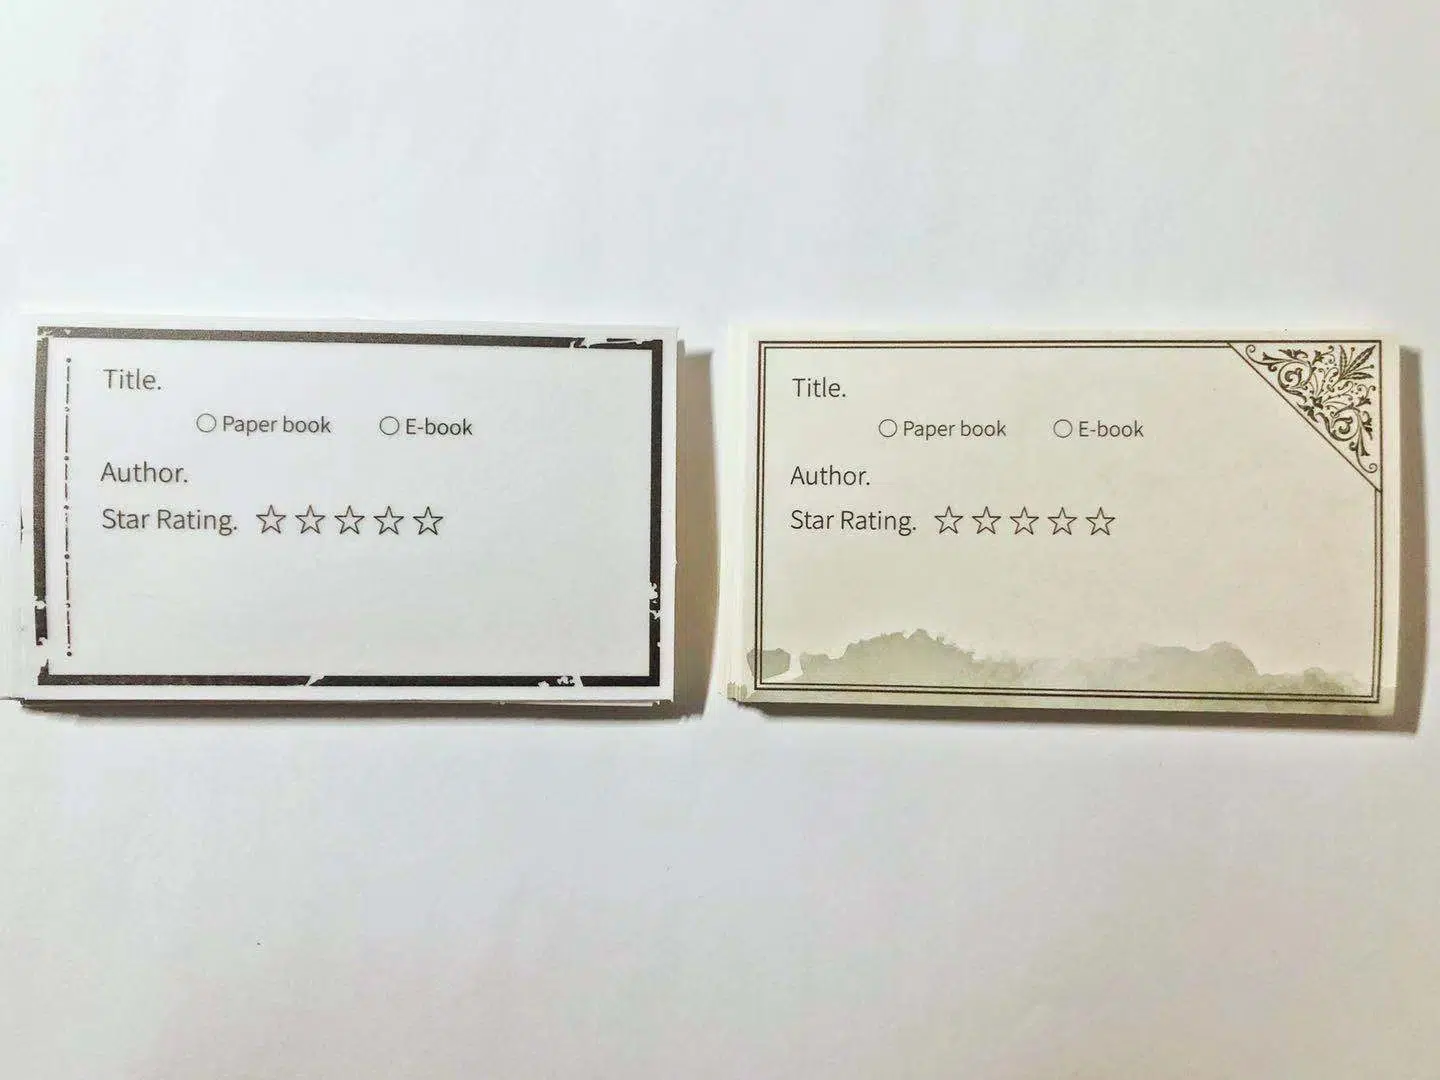 Title.
○ Paper book ○ E-book
Author.
Star Rating. ☆☆☆☆☆
Title.
○ Paper book ○ E-book
Author.
Star Rating. ☆☆☆☆☆